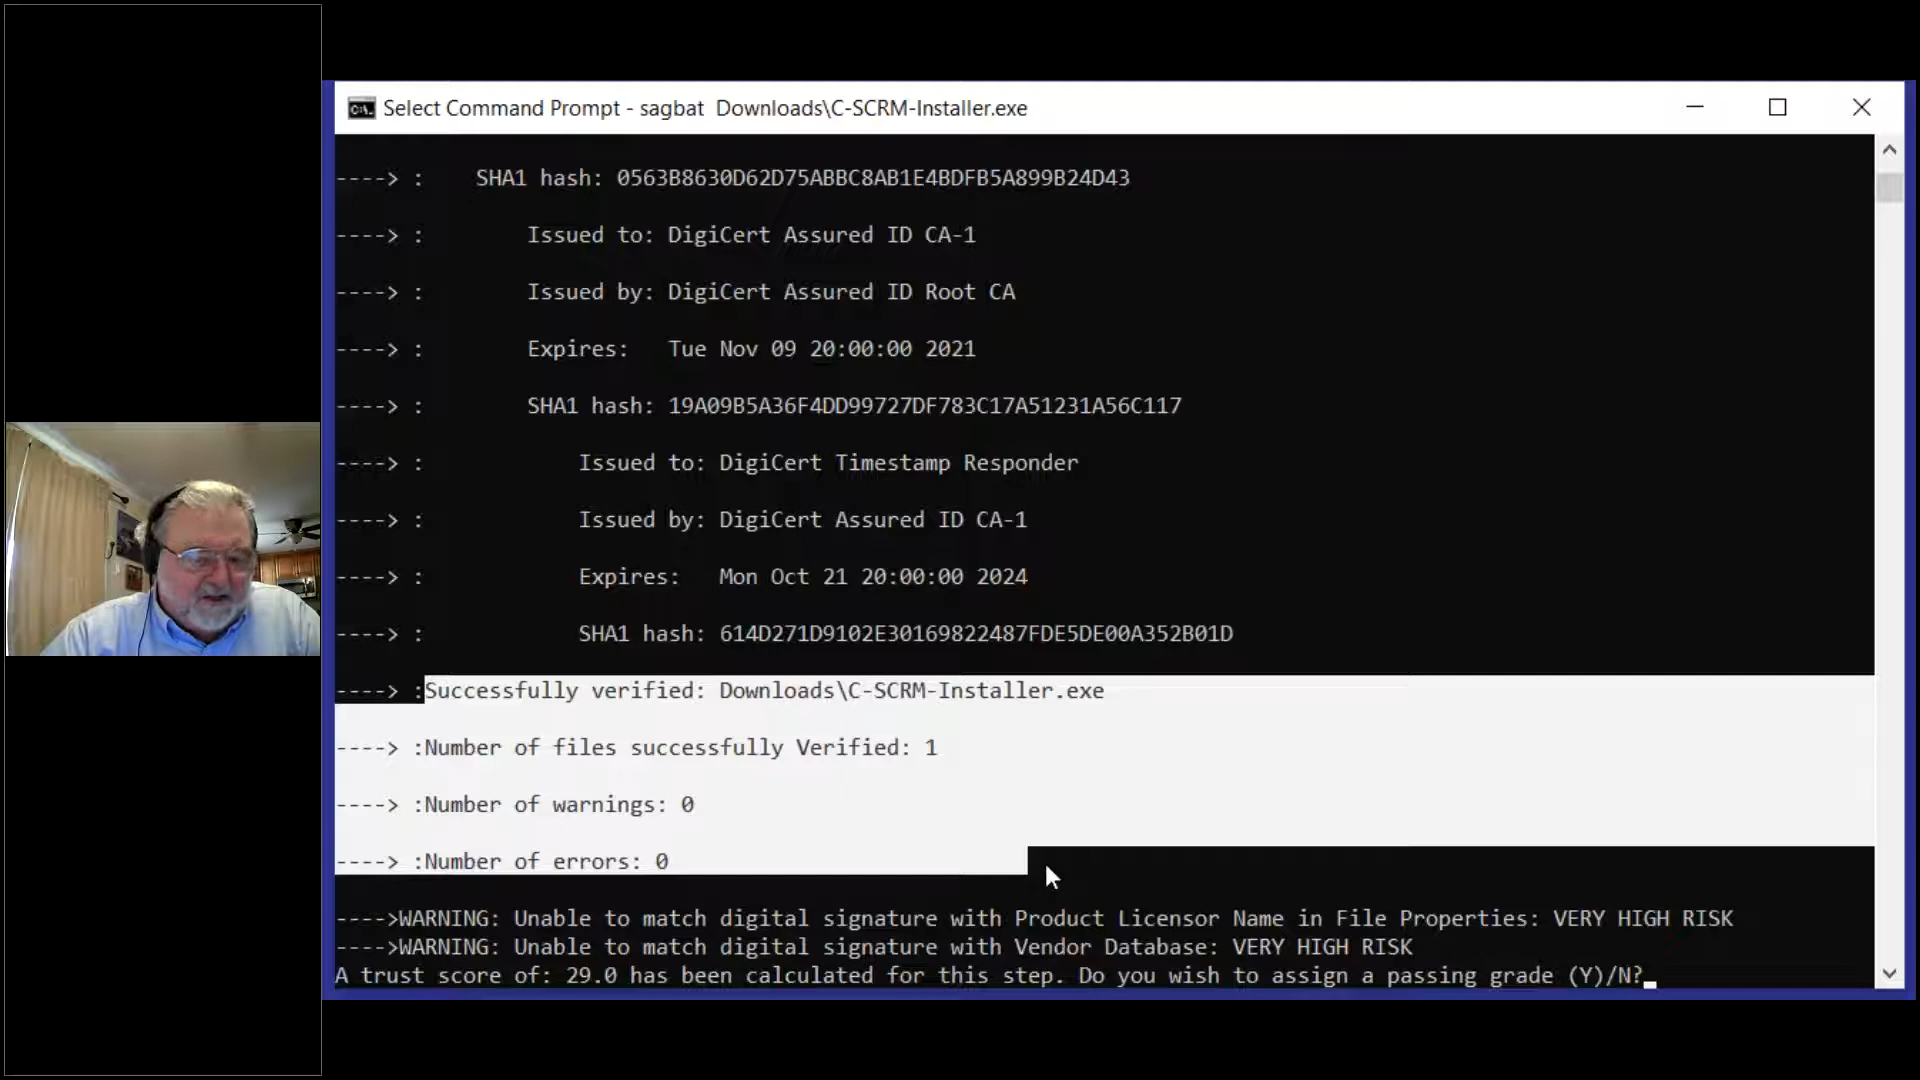 Select Command Prompt - sagbat Downloads\C-SCRM-Installer.exe
----> : SHA1 hash: 0563B8630D62D75ABBC8AB1E4BDFB5A899B24D43
----> : Issued to: DigiCert Assured ID CA-1
----> : Issued by: DigiCert Assured ID Root CA
----> : Expires: Tue Nov 09 20:00:00 2021
----> : SHA1 hash: 19A09B5A36F4DD99727DF783C17A51231A56C117
----> : Issued to: DigiCert Timestamp Responder
----> : Issued by: DigiCert Assured ID CA-1
----> : Expires: Mon Oct 21 20:00:00 2024
----> : SHA1 hash: 614D271D9102E30169822487FDE5DE00A352B01D
----> :Successfully verified: Downloads\C-SCRM-Installer.exe
----> :Number of files successfully Verified: 1
----> :Number of warnings: 0
----> :Number of errors: 0
---->WARNING: Unable to match digital signature with Product Licensor Name in File Properties: VERY HIGH RISK
---->WARNING: Unable to match digital signature with Vendor Database: VERY HIGH RISK
A trust score of: 29.0 has been calculated for this step. Do you wish to assign a passing grade (Y)/N?